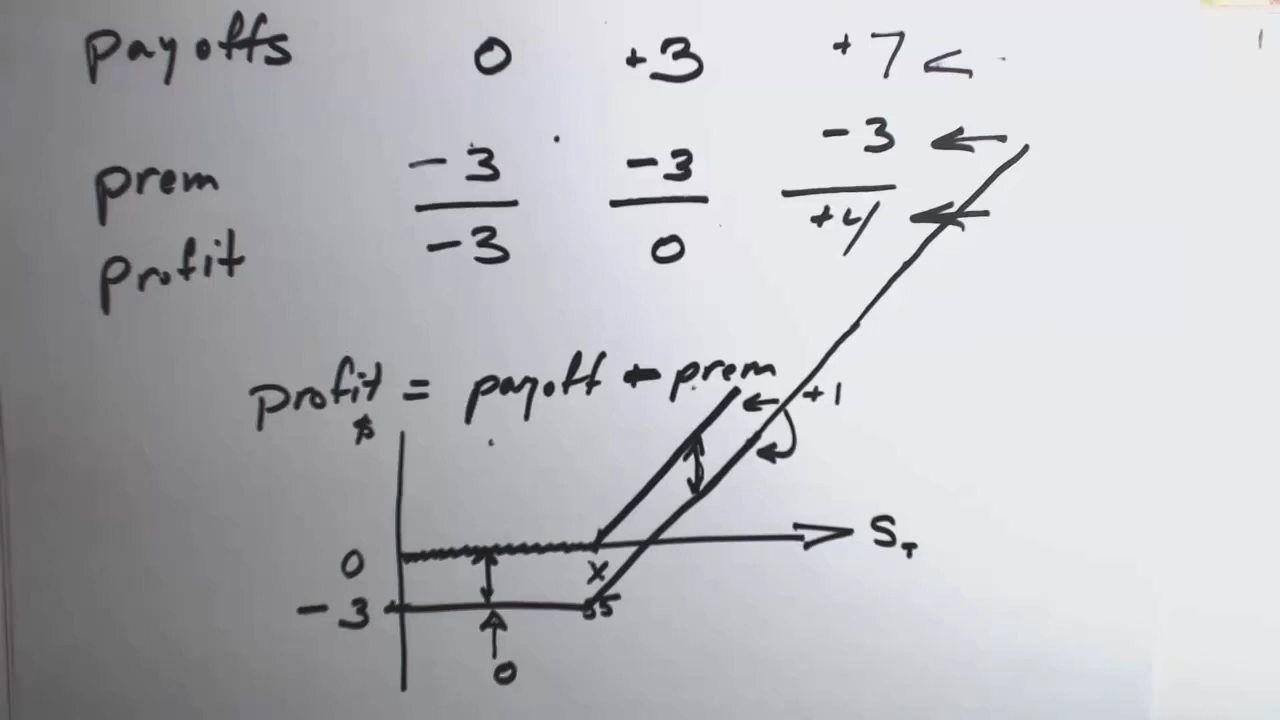 payoffs 0 +3 +7 <
prem -3 -3 -3
profit -3 0 +4
profit = payoff - prem
$
+1
0 S_T
X
-3 55
0